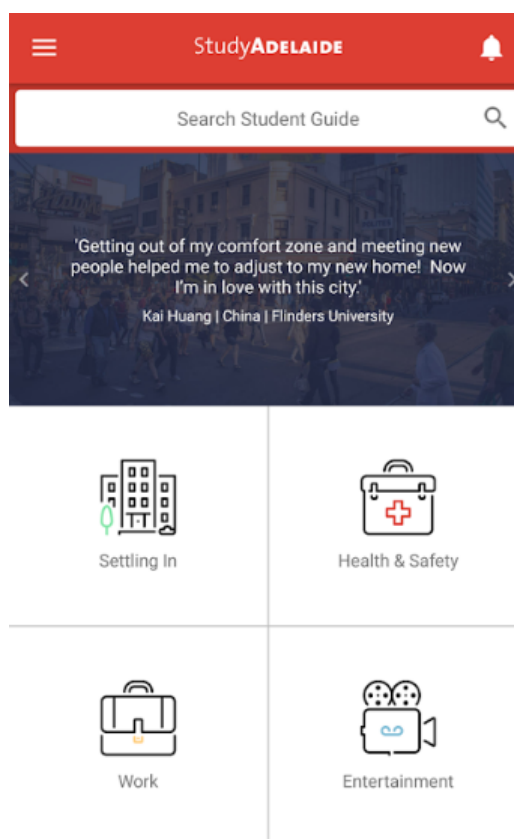 StudyADELAIDE
Search Student Guide
'Getting out of my comfort zone and meeting new
people helped me to adjust to my new home!  Now
I'm in love with this city.'
Kai Huang | China | Flinders University
Settling In
Health & Safety
Work
Entertainment